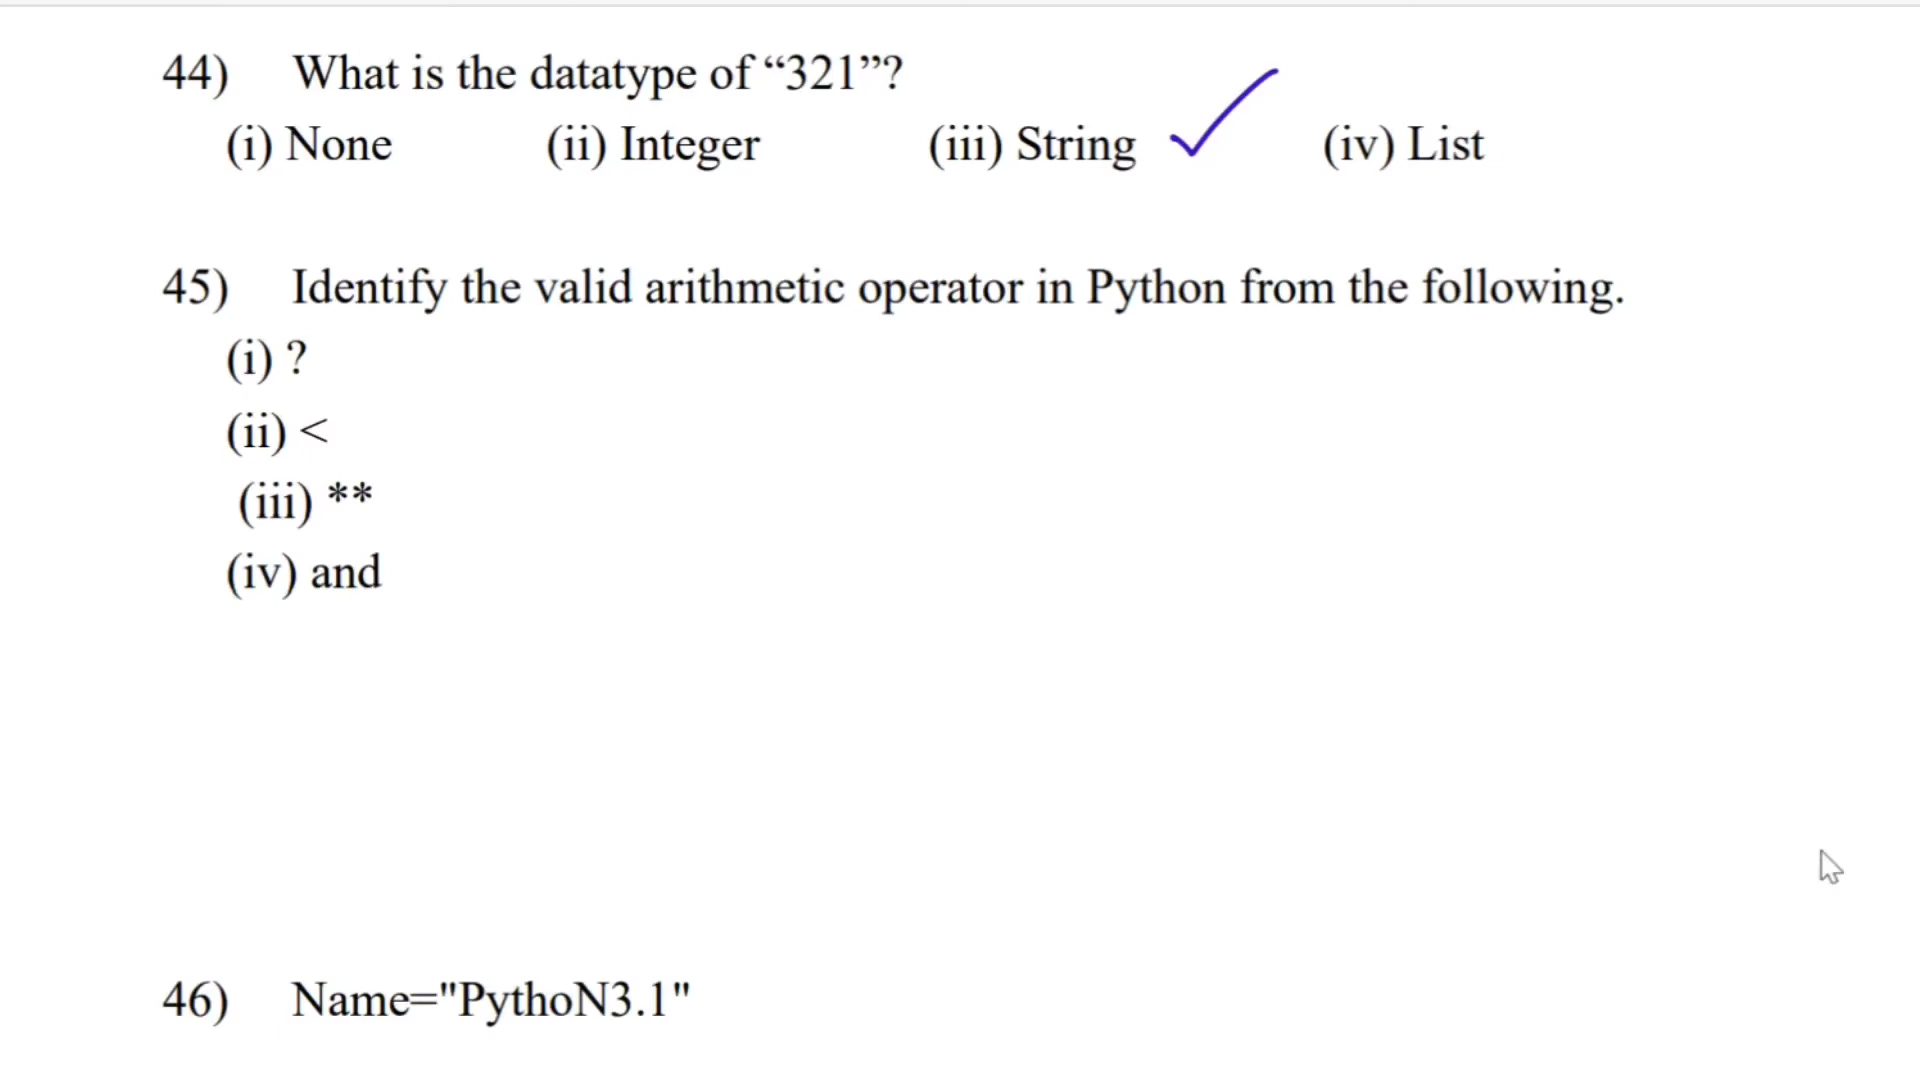 44) What is the datatype of “321”?
(i) None (ii) Integer (iii) String (iv) List
45) Identify the valid arithmetic operator in Python from the following.
(i) ?
(ii) <
(iii) **
(iv) and
46) Name="PythoN3.1"